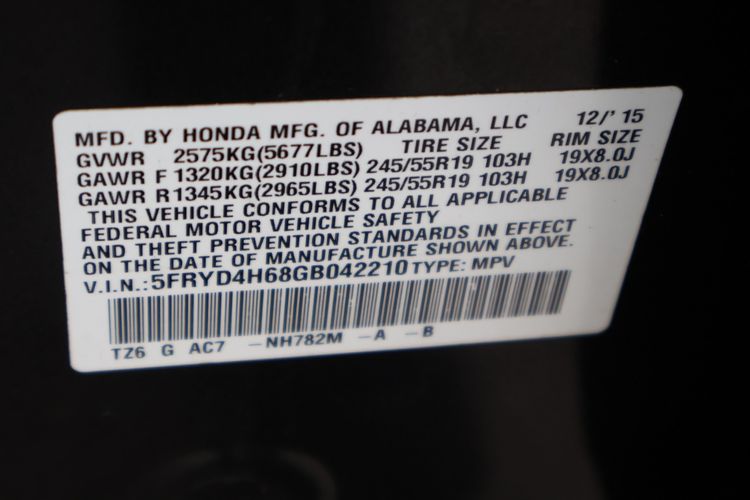 MFD. BY HONDA MFG. OF ALABAMA, LLC 12/'15
GVWR 2575KG(5677LBS) TIRE SIZE RIM SIZE
GAWR F 1320KG(2910LBS) 245/55R19 103H 19X8.0J
GAWR R 1345KG(2965LBS) 245/55R19 103H 19X8.0J
THIS VEHICLE CONFORMS TO ALL APPLICABLE
FEDERAL MOTOR VEHICLE SAFETY
AND THEFT PREVENTION STANDARDS IN EFFECT
ON THE DATE OF MANUFACTURE SHOWN ABOVE.
V.I.N.:5FRYD4H68GB042210 TYPE: MPV
TZ6 G AC7 -NH782M -A -B